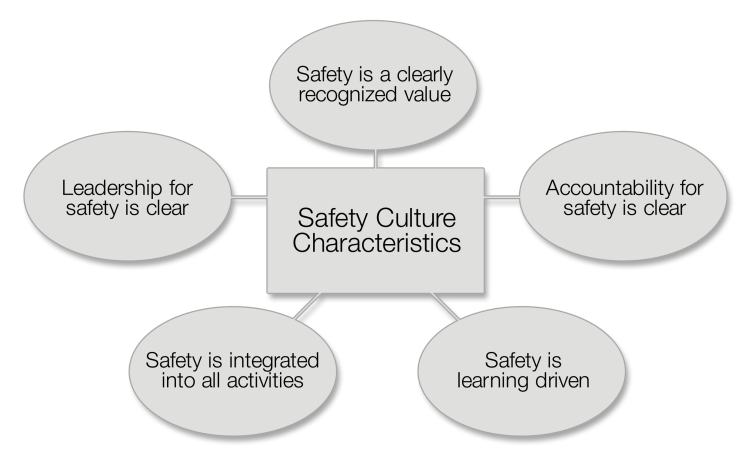 Safety is a clearly
recognized value
Leadership for
safety is clear
Safety Culture
Characteristics
Accountability for
safety is clear
Safety is integrated
into all activities
Safety is
learning driven